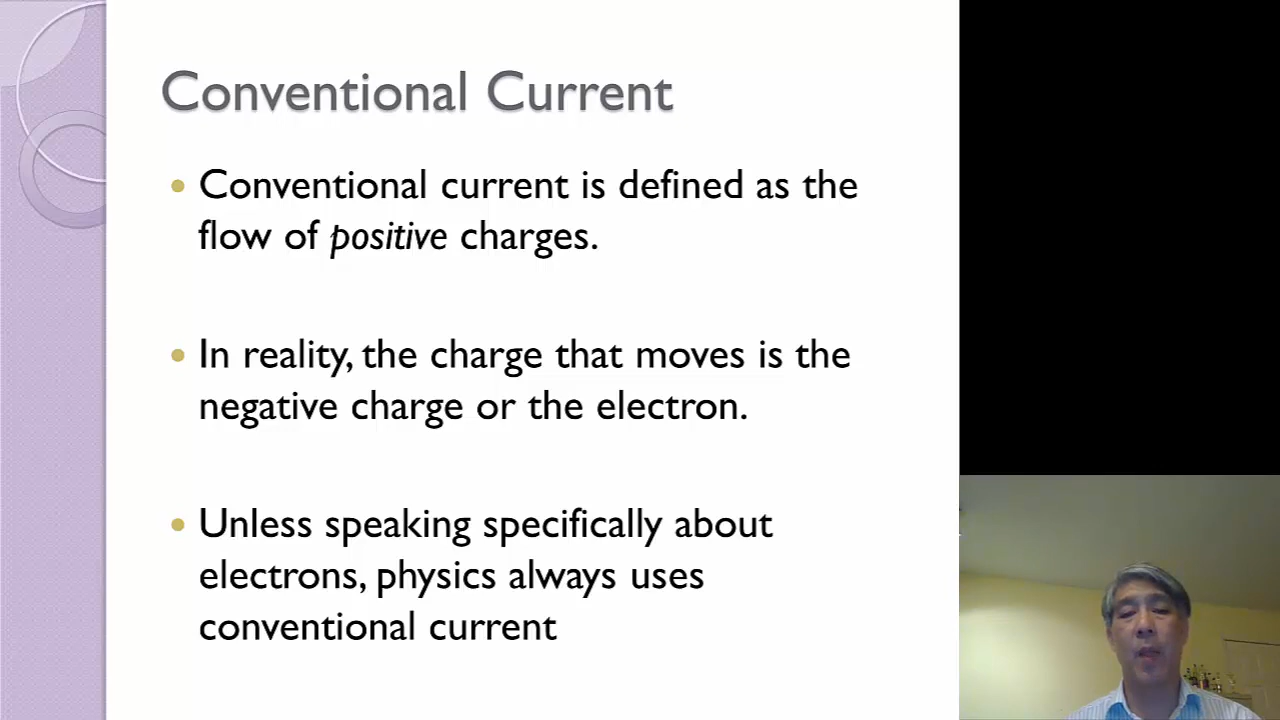 Conventional Current
Conventional current is defined as the
flow of positive charges.
In reality, the charge that moves is the
negative charge or the electron.
Unless speaking specifically about
electrons, physics always uses
conventional current